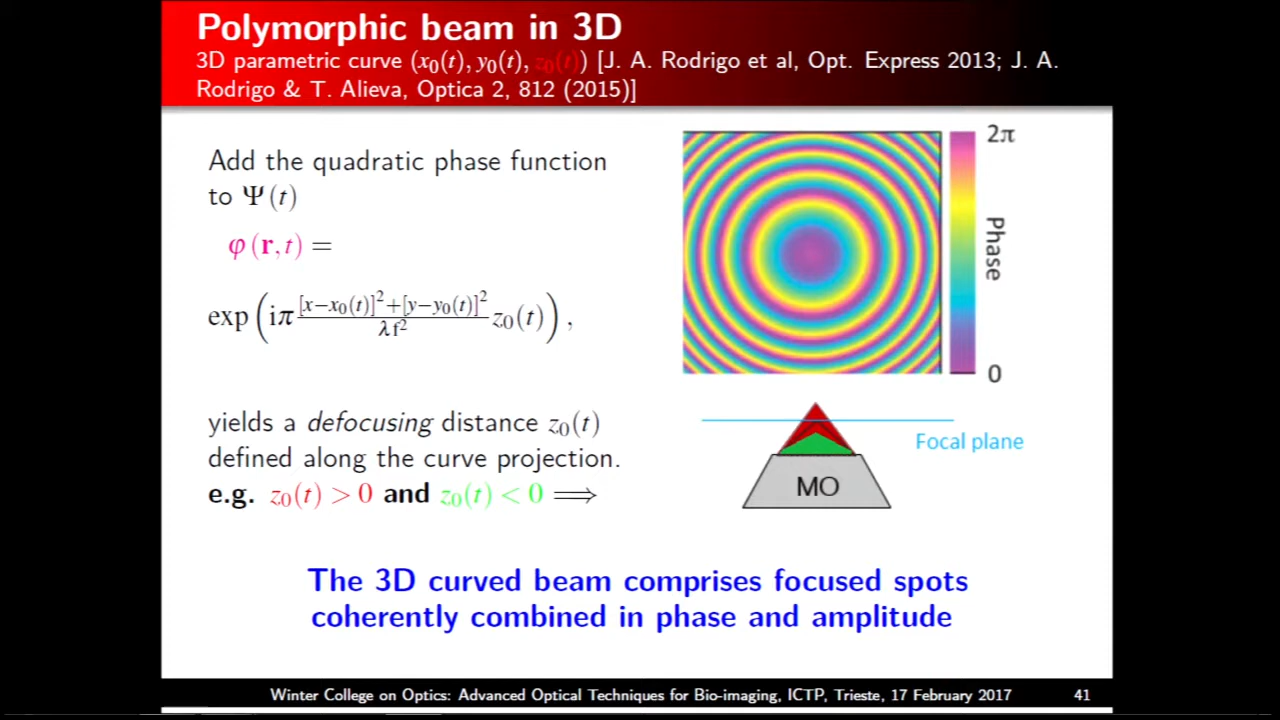 Polymorphic beam in 3D
3D parametric curve (x₀(t), y₀(t), z₀(t)) [J. A. Rodrigo et al, Opt. Express 2013; J. A.
Rodrigo & T. Alieva, Optica 2, 812 (2015)]
Add the quadratic phase function
to Ψ(t)
φ(r,t) =
exp(iπ [x−x₀(t)]²+[y−y₀(t)]² / λf² z₀(t)),
yields a defocusing distance z₀(t)
defined along the curve projection.
e.g. z₀(t) > 0 and z₀(t) < 0 ⟹
2π
Phase
0
Focal plane
MO
The 3D curved beam comprises focused spots
coherently combined in phase and amplitude
Winter College on Optics: Advanced Optical Techniques for Bio-imaging, ICTP, Trieste, 17 February 2017 41